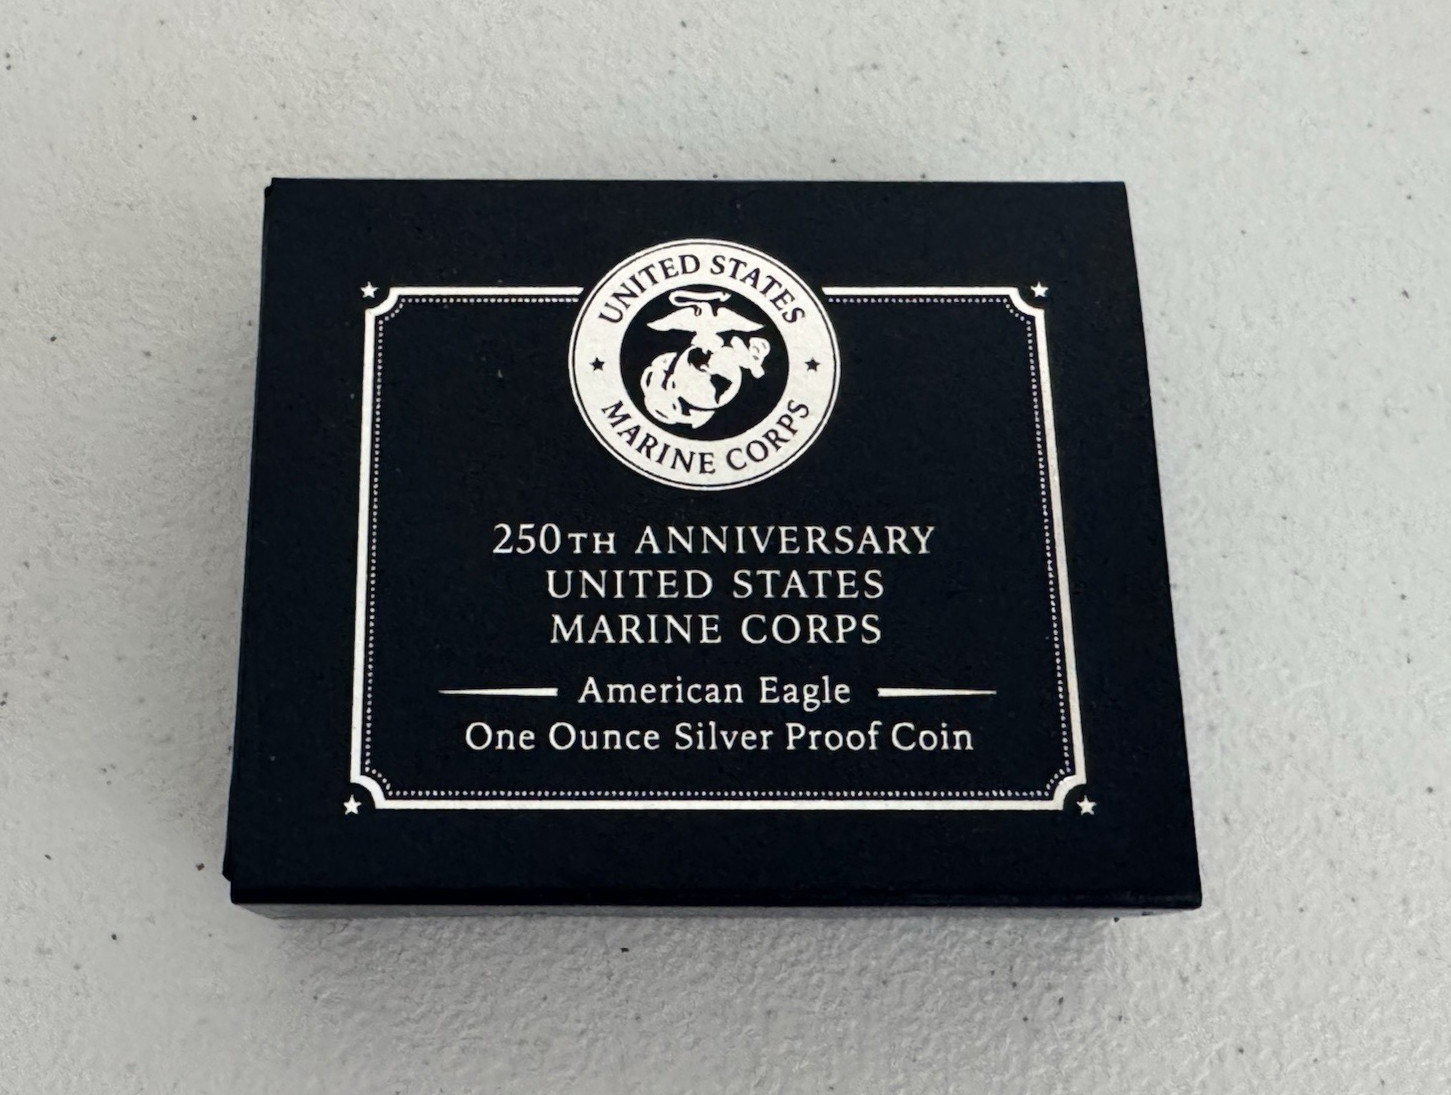 UNITED STATES
MARINE CORPS
250TH ANNIVERSARY
UNITED STATES
MARINE CORPS
American Eagle
One Ounce Silver Proof Coin